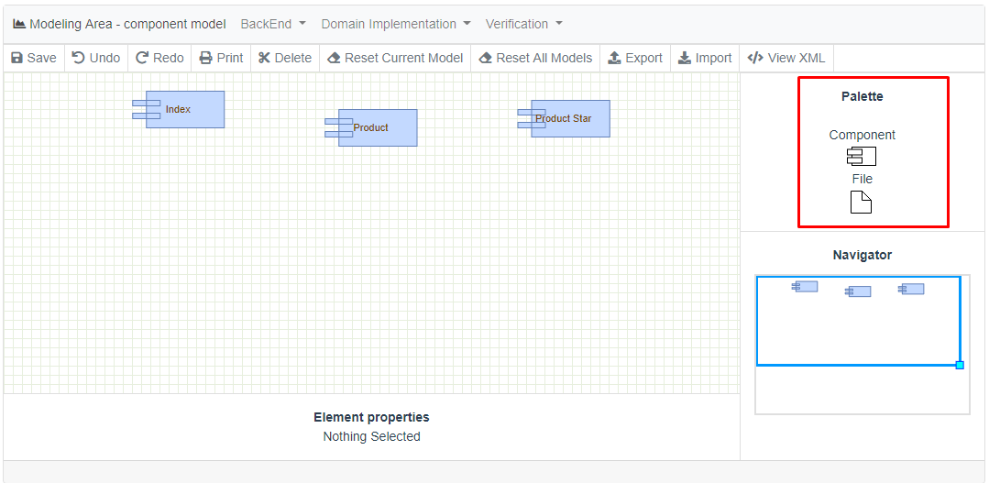 Modeling Area - component model BackEnd Domain Implementation Verification
Save Undo Redo Print Delete Reset Current Model Reset All Models Export Import View XML
Index
Product
Product Star
Palette
Component
File
Navigator
Element properties
Nothing Selected